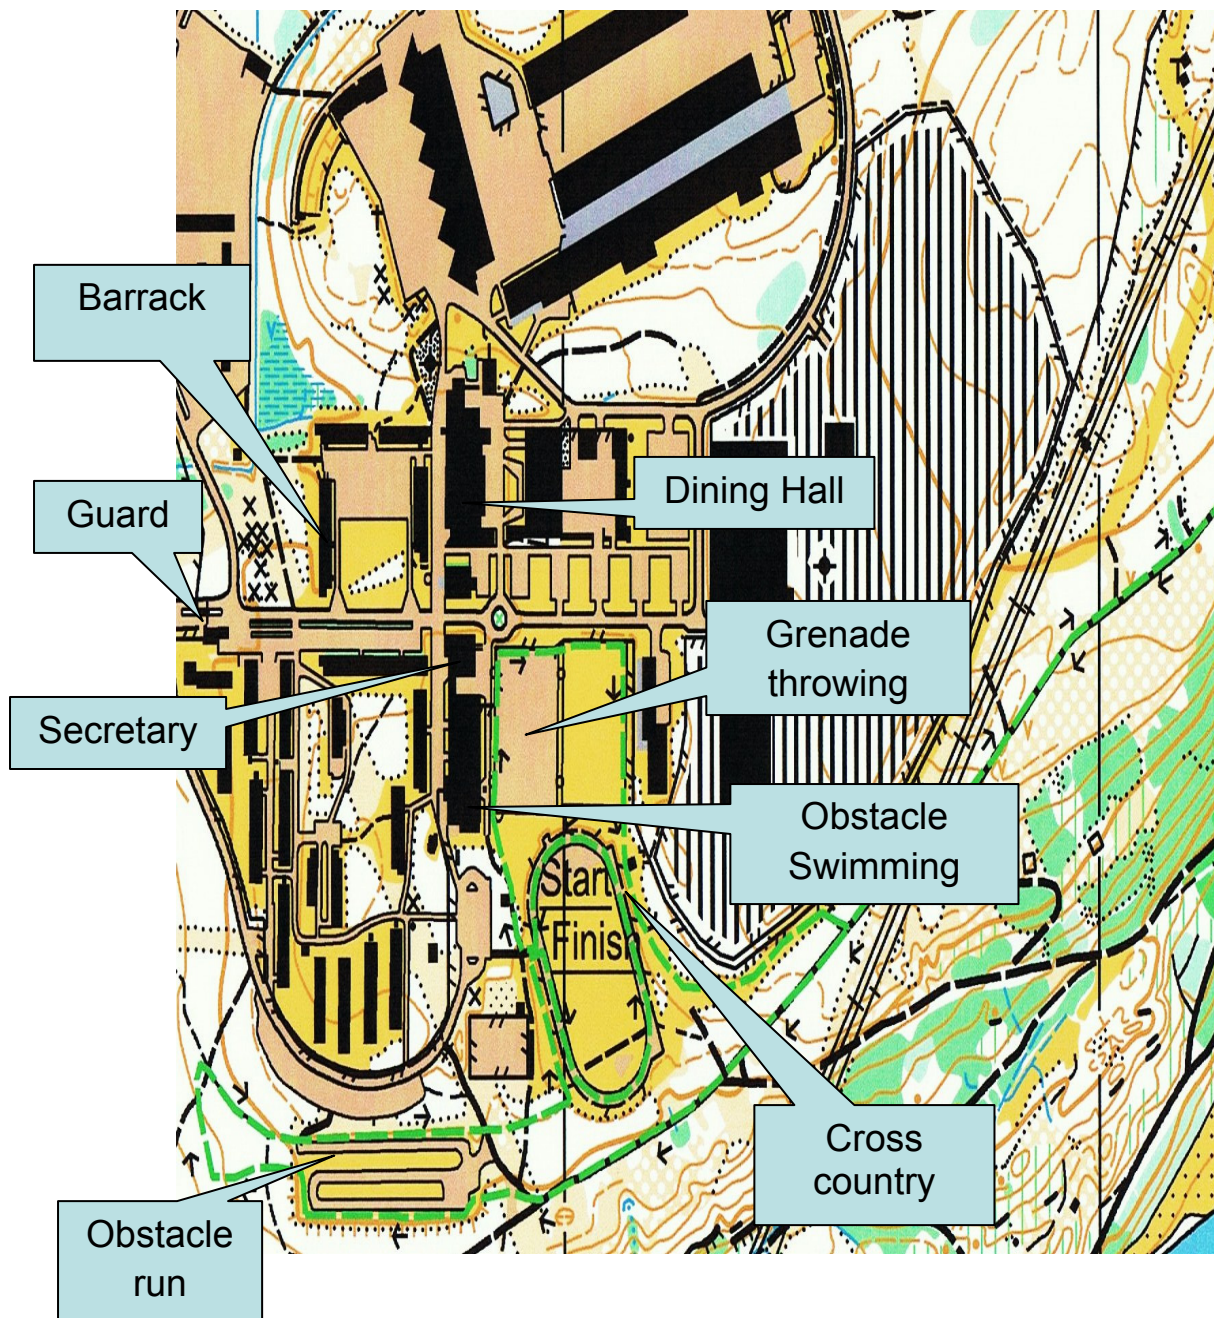 Barrack
Guard
Dining Hall
Grenade
throwing
Secretary
Obstacle
Swimming
Start
Finish
Cross
country
Obstacle
run